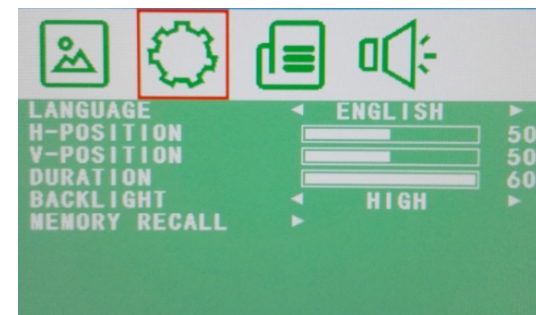 LANGUAGE ENGLISH
H-POSITION 50
V-POSITION 50
DURATION 60
BACKLIGHT HIGH
MEMORY RECALL